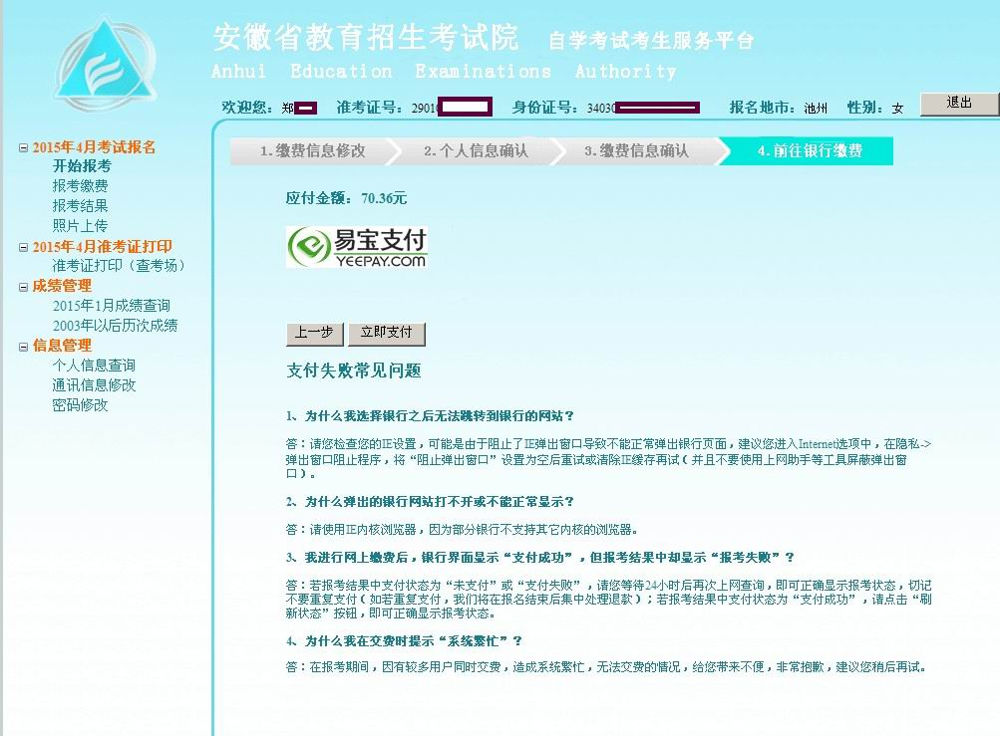 安徽省教育招生考试院 自学考试考生服务平台
Anhui Education Examinations Authority
欢迎您：郑 准考证号：2901 身份证号：34030 报名地市：池州 性别：女 退出
2015年4月考试报名
开始报考
报考缴费
报考结果
照片上传
2015年4月准考证打印
准考证打印（查考场）
成绩管理
2015年1月成绩查询
2003年以后历次成绩
信息管理
个人信息查询
通讯信息修改
密码修改
1.缴费信息修改 2.个人信息确认 3.缴费信息确认 4.前往银行缴费
应付金额：70.36元
易宝支付
YEEPAY.COM
上一步 立即支付
支付失败常见问题
1、为什么我选择银行之后无法跳转到银行的网站？
答：请您检查您的IE设置，可能是由于阻止了IE弹出窗口导致不能正常弹出银行页面，建议您进入Internet选项中，在隐私->
弹出窗口阻止程序，将“阻止弹出窗口”设置为空后重试或清除IE缓存再试（并且不要使用上网助手等工具屏蔽弹出窗
口）。
2、为什么弹出的银行网站打不开或不能正常显示？
答：请使用IE内核浏览器，因为部分银行不支持其它内核的浏览器。
3、我进行网上缴费后，银行界面显示“支付成功”，但报考结果中却显示“报考失败”？
答：若报考结果中支付状态为“未支付”或“支付失败”，请您等待24小时后再次上网查询，即可正确显示报考状态，切记
不要重复支付（如若重复支付，我们将在报名结束后集中处理退款）；若报考结果中支付状态为“支付成功”，请点击“刷
新状态”按钮，即可正确显示报考状态。
4、为什么我在交费时提示“系统繁忙”？
答：在报考期间，因有较多用户同时交费，造成系统繁忙，无法交费的情况，给您带来不便，非常抱歉，建议您稍后再试。